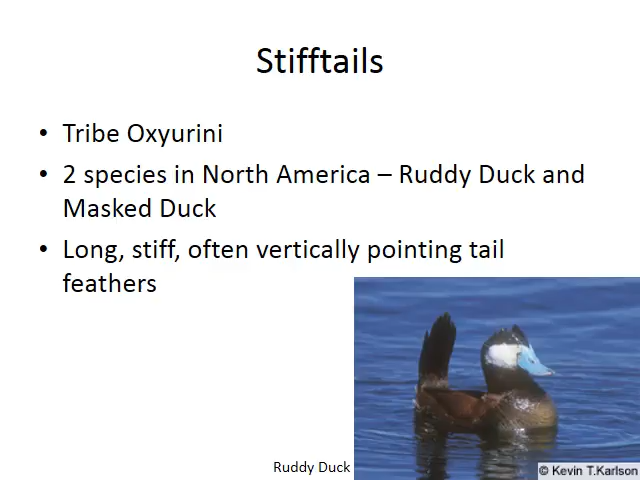 Stifftails
• Tribe Oxyurini
• 2 species in North America – Ruddy Duck and
Masked Duck
• Long, stiff, often vertically pointing tail
feathers
Ruddy Duck
© Kevin T.Karlson